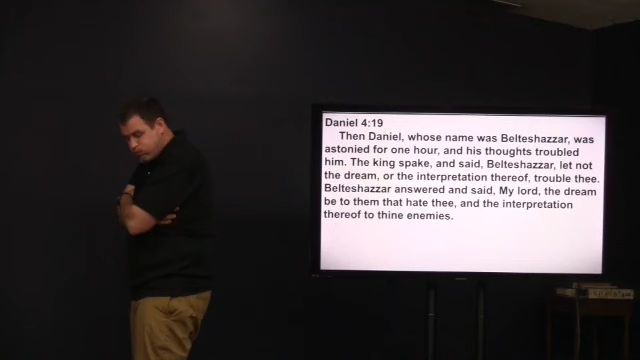 Daniel 4:19
Then Daniel, whose name was Belteshazzar, was
astonied for one hour, and his thoughts troubled
him. The king spake, and said, Belteshazzar, let not
the dream, or the interpretation thereof, trouble thee.
Belteshazzar answered and said, My lord, the dream
be to them that hate thee, and the interpretation
thereof to thine enemies.